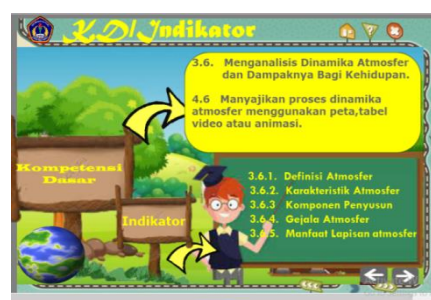 KD/Indikator
3.6. Menganalisis Dinamika Atmosfer
dan Dampaknya Bagi Kehidupan.
4.6 Manyajikan proses dinamika
atmosfer menggunakan peta,tabel
video atau animasi.
Kompetensi
Dasar
Indikator
3.6.1. Definisi Atmosfer
3.6.2. Karakteristik Atmosfer
3.6.3 Komponen Penyusun
3.6.4. Gejala Atmosfer
3.6.5. Manfaat Lapisan atmosfer